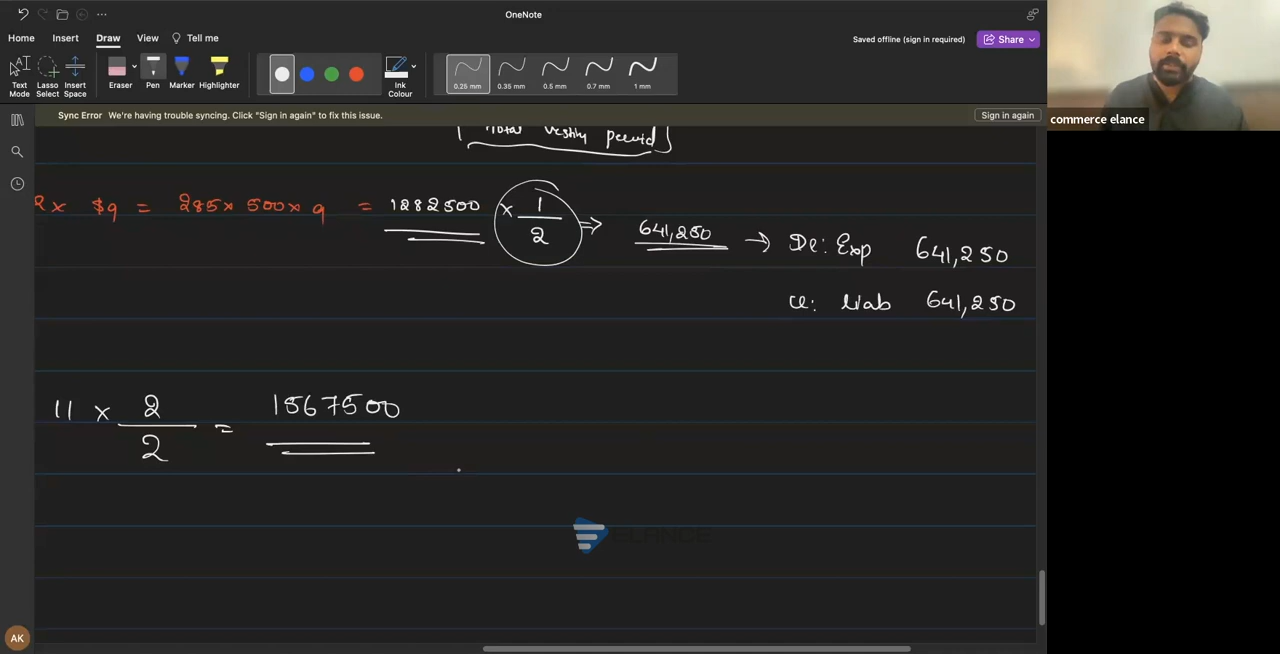 OneNote
Home Insert Draw View Tell me
Saved offline (sign in required) Share
Text Mode Lasso Select Insert Space Eraser Pen Marker Highlighter Ink Colour 0.25 mm 0.35 mm 0.5 mm 0.7 mm 1 mm
Sync Error We're having trouble syncing. Click "Sign in again" to fix this issue. Sign in again
commerce elance
Total vesting period
x $9 = 285 x 500 x 9 = 1282500 x 1/2 ⇒ 641,250 → De: Exp 641,250
Cr: Liab 641,250
11 x 2/2 = 1567500
ELANCE
AK